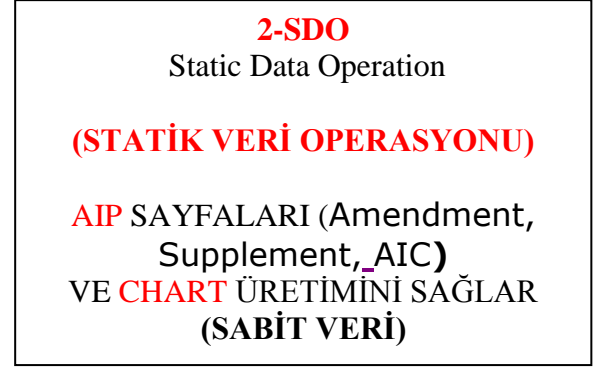 2-SDO
Static Data Operation
(STATİK VERİ OPERASYONU)
AIP SAYFALARI (Amendment,
Supplement, AIC)
VE CHART ÜRETİMİNİ SAĞLAR
(SABİT VERİ)